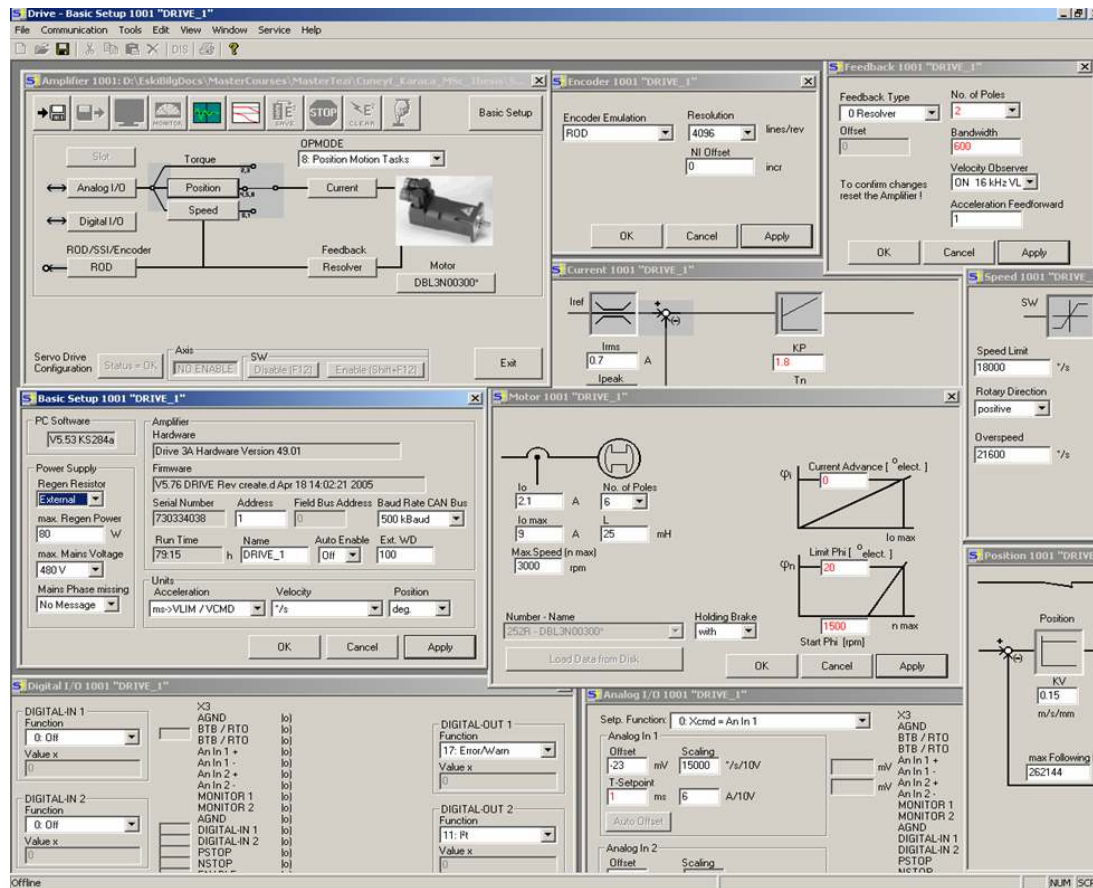 Drive - Basic Setup 1001 "DRIVE_1"
File Communication Tools Edit View Window Service Help
DIS
Amplifier 1001: D:\EskiBilgDocs\MasterCourses\MasterTezi\Cuneyt_Karaca_MSc_Thesis\S...
MONITOR
SAVE
STOP
CLEAR
Basic Setup
OPMODE
8: Position Motion Tasks
Slot
Torque
Analog I/O
Position
Current
Speed
Digital I/O
ROD/SSI/Encoder
ROD
Feedback
Resolver
Motor
DBL3N00300*
Servo Drive
Configuration
Status = OK
Axis
NO ENABLE
SW
Disable (F12)
Enable (Shift+F12)
Exit
Encoder 1001 "DRIVE_1"
Encoder Emulation
ROD
Resolution
4096 lines/rev
NI Offset
0 incr
OK Cancel Apply
Feedback 1001 "DRIVE_1"
Feedback Type
0 Resolver
No. of Poles
2
Offset
0
Bandwidth
600
Velocity Observer
ON 16 kHz VL
To confirm changes
reset the Amplifier !
Acceleration Feedforward
1
OK Cancel Apply
Current 1001 "DRIVE_1"
Iref
Irms
0.7 A
Ipeak
KP
1.8
Tn
Speed 1001 "DRIVE_
SW
Speed Limit
18000 °/s
Rotary Direction
positive
Overspeed
21600 °/s
Basic Setup 1001 "DRIVE_1"
PC Software
V5.53 KS284a
Power Supply
Regen Resistor
External
max. Regen Power
80 W
max. Mains Voltage
480 V
Mains Phase missing
No Message
Amplifier
Hardware
Drive 3A Hardware Version 49.01
Firmware
V5.76 DRIVE Rev create.d Apr 18 14:02:21 2005
Serial Number Address Field Bus Address Baud Rate CAN Bus
730334038 1 0 500 kBaud
Run Time Name Auto Enable Ext. WD
79:15 h DRIVE_1 Off 100
Units
Acceleration Velocity Position
ms->VLIM / VCMD °/s deg.
OK Cancel Apply
Motor 1001 "DRIVE_1"
Io
2.1 A
No. of Poles
6
Io max
9 A
L
25 mH
Max.Speed (n max)
3000 rpm
φi
Current Advance [ °elect. ]
0
Io max
φn
Limit Phi [ °elect. ]
20
1500
n max
Start Phi [rpm]
Number - Name
252R - DBL3N00300*
Holding Brake
with
Load Data from Disk
OK Cancel Apply
Position 1001 "DRIVE
Position
KV
0.15
m/s/mm
max Following
262144
Digital I/O 1001 "DRIVE_1"
DIGITAL-IN 1
Function
0: Off
Value x
0
DIGITAL-IN 2
Function
0: Off
Value x
0
X3
AGND
BTB / RTO
BTB / RTO
An In 1 +
An In 1 -
An In 2 +
An In 2 -
MONITOR 1
MONITOR 2
AGND
DIGITAL-IN 1
DIGITAL-IN 2
PSTOP
NSTOP
ENABLE
DIGITAL-OUT 1
Function
17: Error/Warn
Value x
0
DIGITAL-OUT 2
Function
11: I²t
Value x
0
Analog I/O 1001 "DRIVE_1"
Setp. Function: 0: Xcmd = An In 1
Analog In 1
Offset Scaling
-23 mV 15000 °/s/10V
T-Setpoint
1 ms 6 A/10V
Auto Offset
Analog In 2
Offset Scaling
mV
mV
X3
AGND
BTB / RTO
BTB / RTO
An In 1 +
An In 1 -
An In 2 +
An In 2 -
MONITOR 1
MONITOR 2
AGND
DIGITAL-IN 1
DIGITAL-IN 2
PSTOP
NSTOP
Offline
NUM